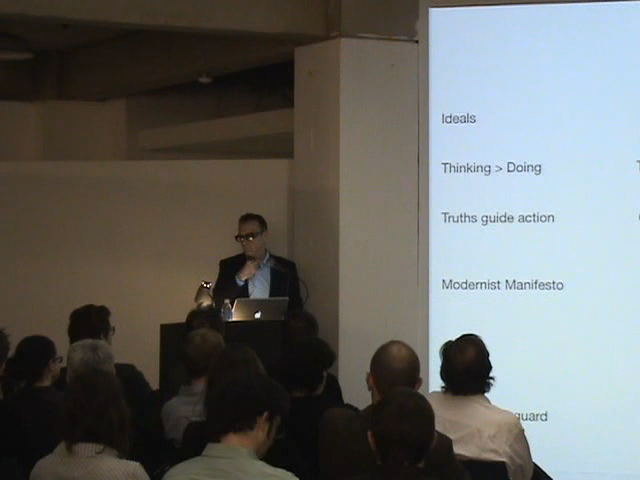 Ideals
Thinking > Doing
Truths guide action
Modernist Manifesto
guard